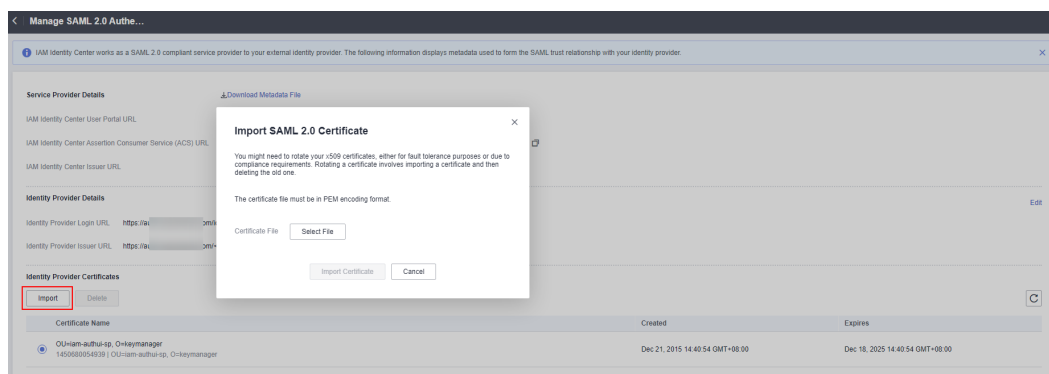 Manage SAML 2.0 Authe...
IAM Identity Center works as a SAML 2.0 compliant service provider to your external identity provider. The following information displays metadata used to form the SAML trust relationship with your identity provider.
Service Provider Details
Download Metadata File
IAM Identity Center User Portal URL
IAM Identity Center Assertion Consumer Service (ACS) URL
IAM Identity Center Issuer URL
Identity Provider Details
Edit
Identity Provider Login URL https://au om/i
Identity Provider Issuer URL https://au om/
Identity Provider Certificates
Import
Delete
Certificate Name Created Expires
OU=iam-authui-sp, O=keymanager
1450680054939 | OU=iam-authui-sp, O=keymanager
Dec 21, 2015 14:40:54 GMT+08:00
Dec 18, 2025 14:40:54 GMT+08:00
Import SAML 2.0 Certificate
You might need to rotate your x509 certificates, either for fault tolerance purposes or due to
compliance requirements. Rotating a certificate involves importing a certificate and then
deleting the old one.
The certificate file must be in PEM encoding format.
Certificate File Select File
Import Certificate Cancel